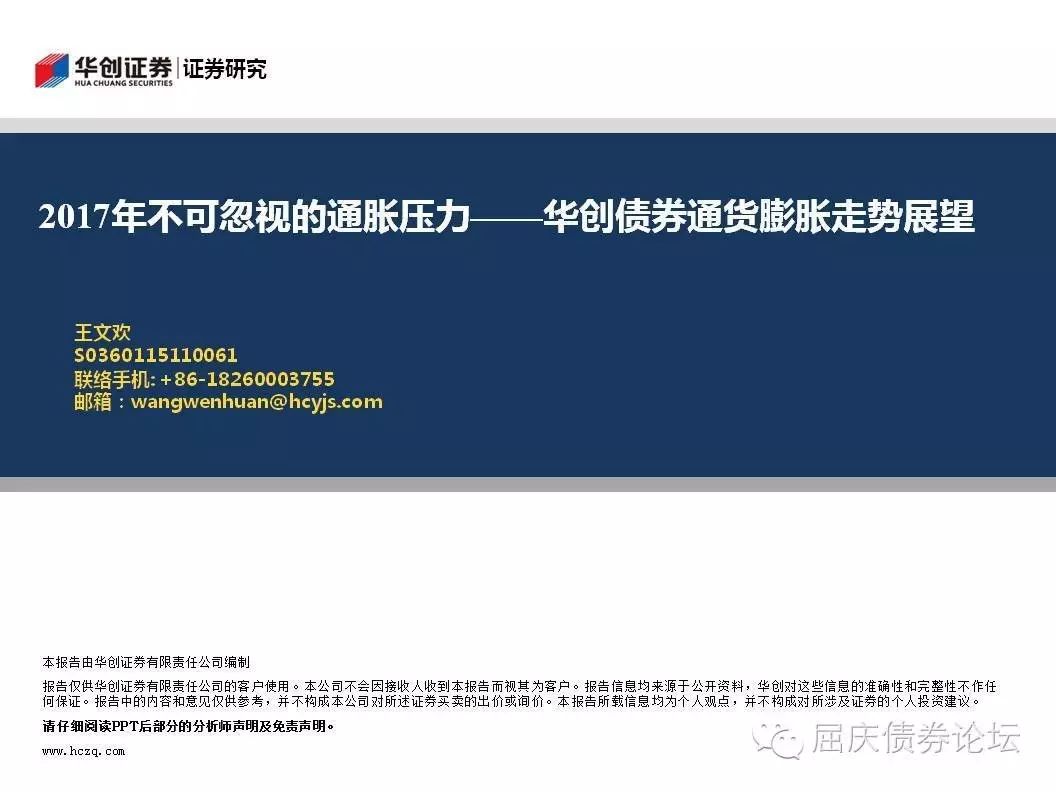 华创证券|证券研究
HUA CHUANG SECURITIES
2017年不可忽视的通胀压力——华创债券通货膨胀走势展望
王文欢
S0360115110061
联络手机: +86-18260003755
邮箱：wangwenhuan@hcyjs.com
本报告由华创证券有限责任公司编制
报告仅供华创证券有限责任公司的客户使用。本公司不会因接收人收到本报告而视其为客户。报告信息均来源于公开资料，华创对这些信息的准确性和完整性不作任
何保证。报告中的内容和意见仅供参考，并不构成本公司对所述证券买卖的出价或询价。本报告所载信息均为个人观点，并不构成对所涉及证券的个人投资建议。
请仔细阅读PPT后部分的分析师声明及免责声明。
www.hczq.com
屈庆债券论坛